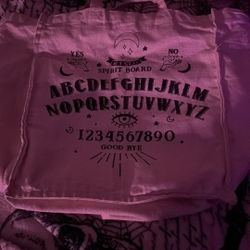 YES NO
SPIRIT BOARD
ABCDEFGHIJKLM
NOPQRSTUVWXYZ
1234567890
GOOD BYE